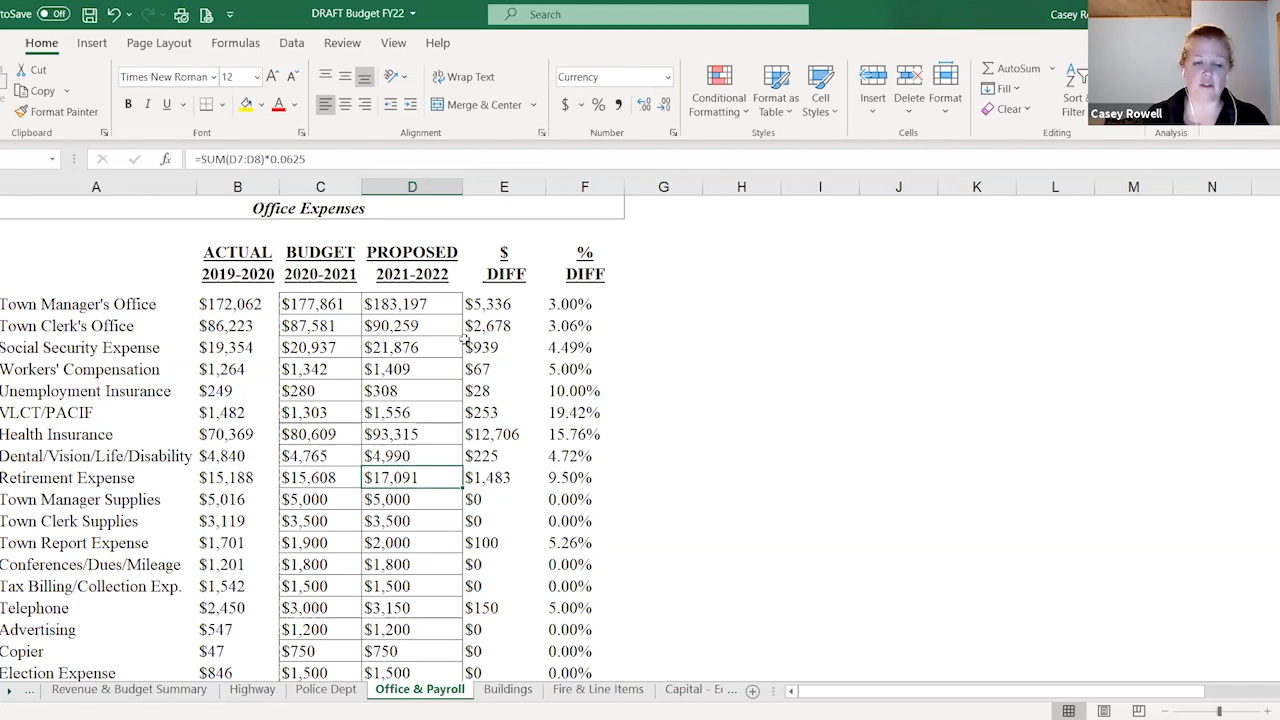 AutoSave Off DRAFT Budget FY22 Search Casey Rowell
Home Insert Page Layout Formulas Data Review View Help
Cut
Copy
Format Painter
Times New Roman 12
B I U
Wrap Text
Merge & Center
Currency
$ %
Conditional Formatting
Format as Table
Cell Styles
Insert Delete Format
AutoSum
Fill
Clear
Sort &
Filter
Clipboard Font Alignment Number Styles Cells Editing Analysis
Casey Rowell
=SUM(D7:D8)*0.0625
A B C D E F G H I J K L M N
Office Expenses
ACTUAL BUDGET PROPOSED $ %
2019-2020 2020-2021 2021-2022 DIFF DIFF
Town Manager's Office $172,062 $177,861 $183,197 $5,336 3.00%
Town Clerk's Office $86,223 $87,581 $90,259 $2,678 3.06%
Social Security Expense $19,354 $20,937 $21,876 $939 4.49%
Workers' Compensation $1,264 $1,342 $1,409 $67 5.00%
Unemployment Insurance $249 $280 $308 $28 10.00%
VLCT/PACIF $1,482 $1,303 $1,556 $253 19.42%
Health Insurance $70,369 $80,609 $93,315 $12,706 15.76%
Dental/Vision/Life/Disability $4,840 $4,765 $4,990 $225 4.72%
Retirement Expense $15,188 $15,608 $17,091 $1,483 9.50%
Town Manager Supplies $5,016 $5,000 $5,000 $0 0.00%
Town Clerk Supplies $3,119 $3,500 $3,500 $0 0.00%
Town Report Expense $1,701 $1,900 $2,000 $100 5.26%
Conferences/Dues/Mileage $1,201 $1,800 $1,800 $0 0.00%
Tax Billing/Collection Exp. $1,542 $1,500 $1,500 $0 0.00%
Telephone $2,450 $3,000 $3,150 $150 5.00%
Advertising $547 $1,200 $1,200 $0 0.00%
Copier $47 $750 $750 $0 0.00%
Election Expense $846 $1,500 $1,500 $0 0.00%
... Revenue & Budget Summary Highway Police Dept Office & Payroll Buildings Fire & Line Items Capital - Ec ...